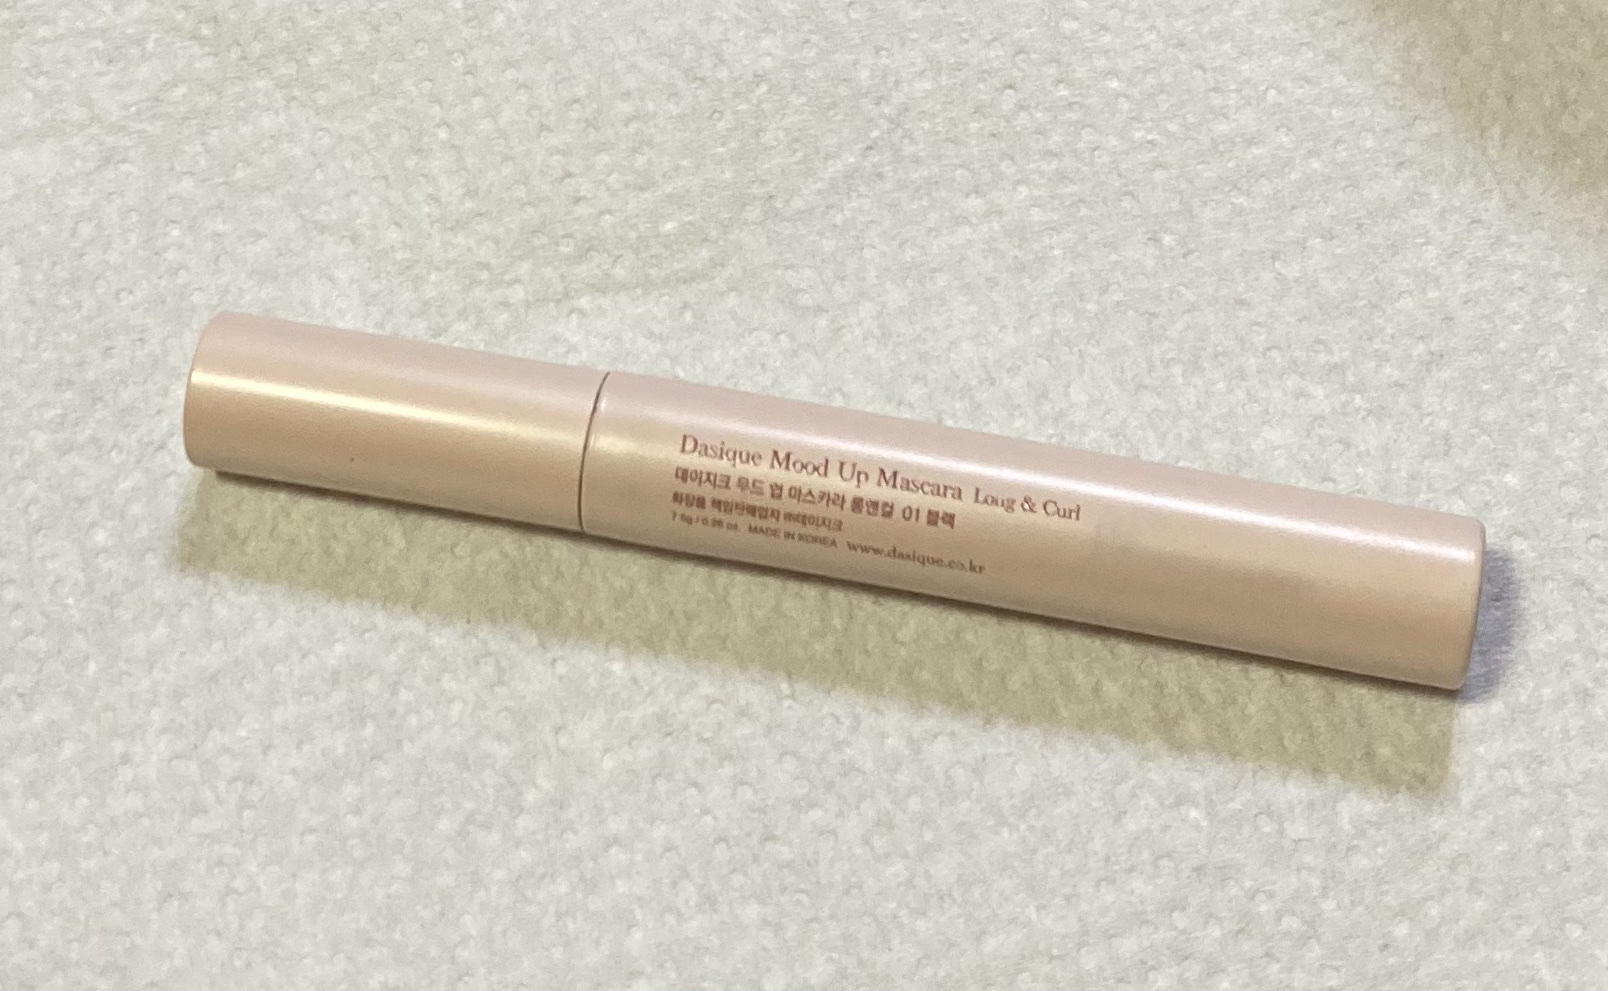 Dasique Mood Up Mascara Long & Curl
데이지크 무드 업 마스카라 롱앤컬 01 블랙
화장품 책임판매업자 ㈜데이지크
MADE IN KOREA www.dasique.co.kr